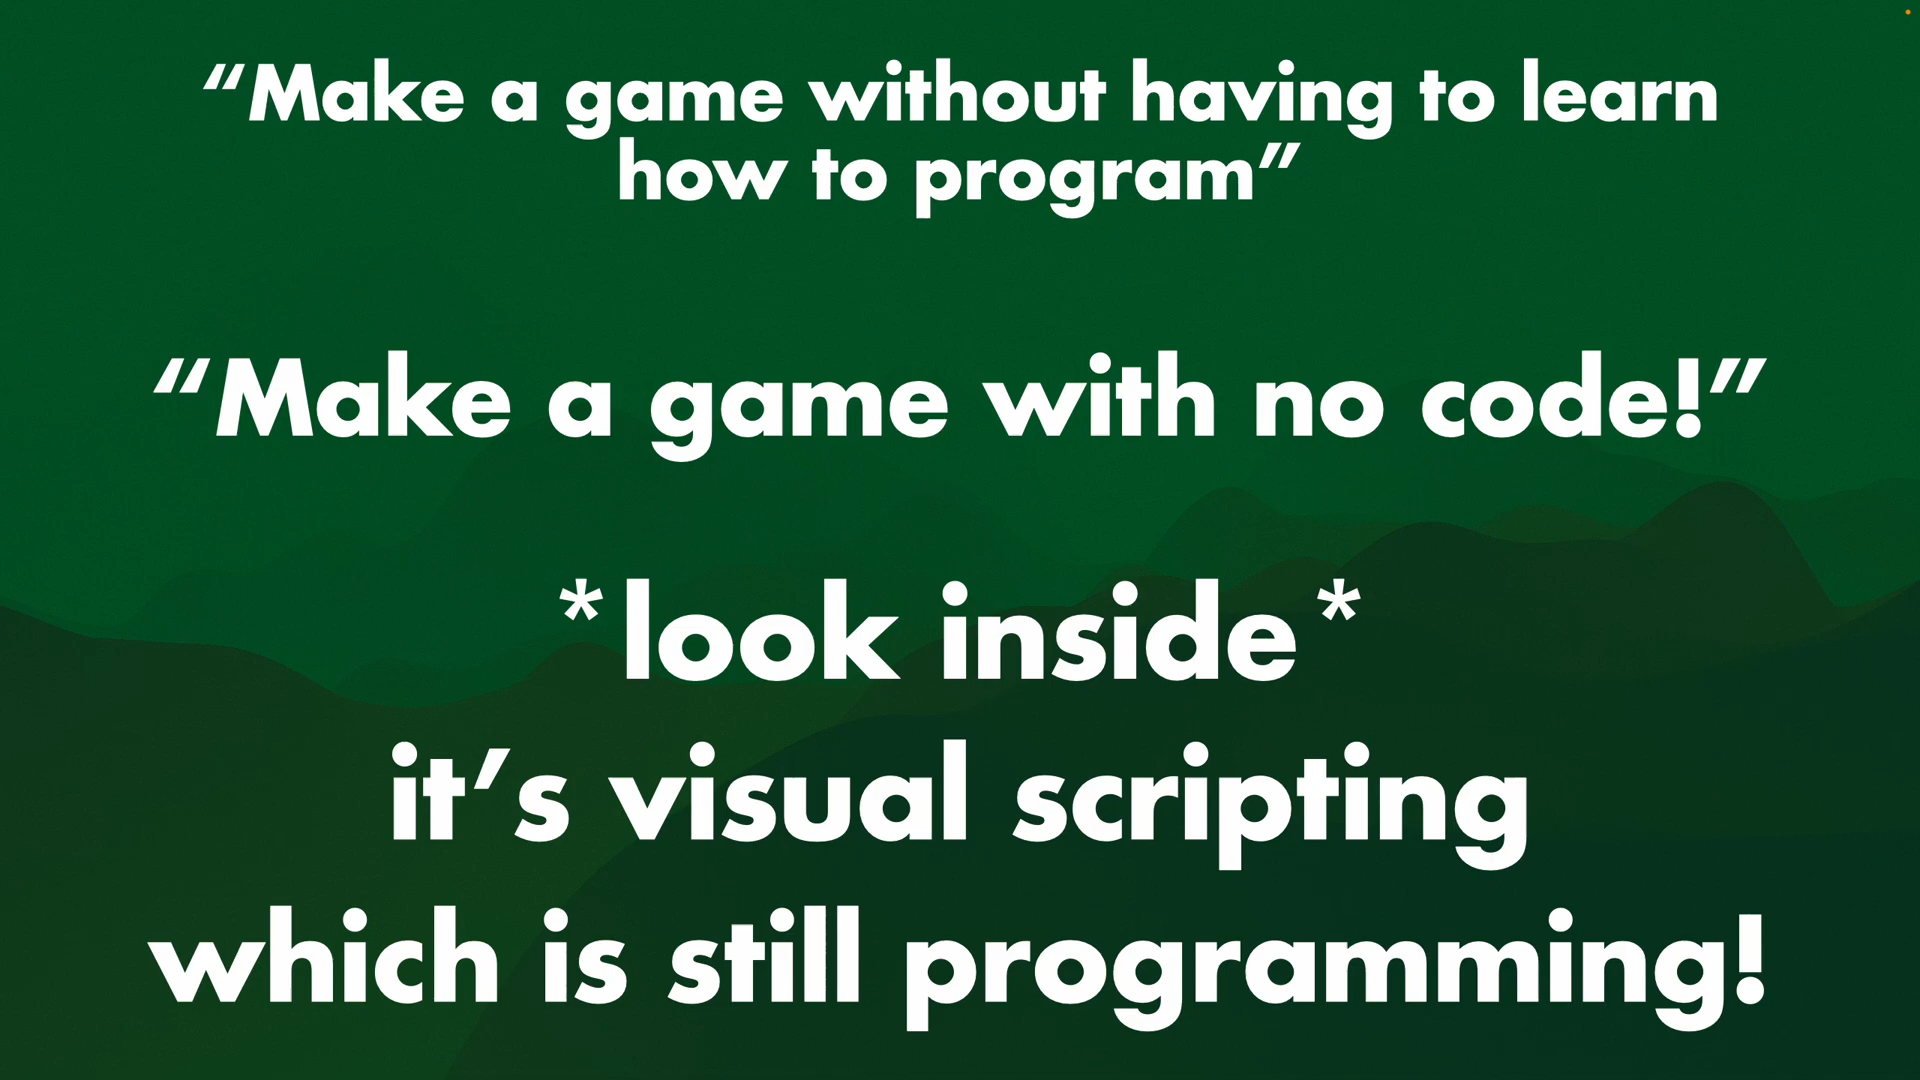 “Make a game without having to learn
how to program”
“Make a game with no code!”
*look inside*
it’s visual scripting
which is still programming!